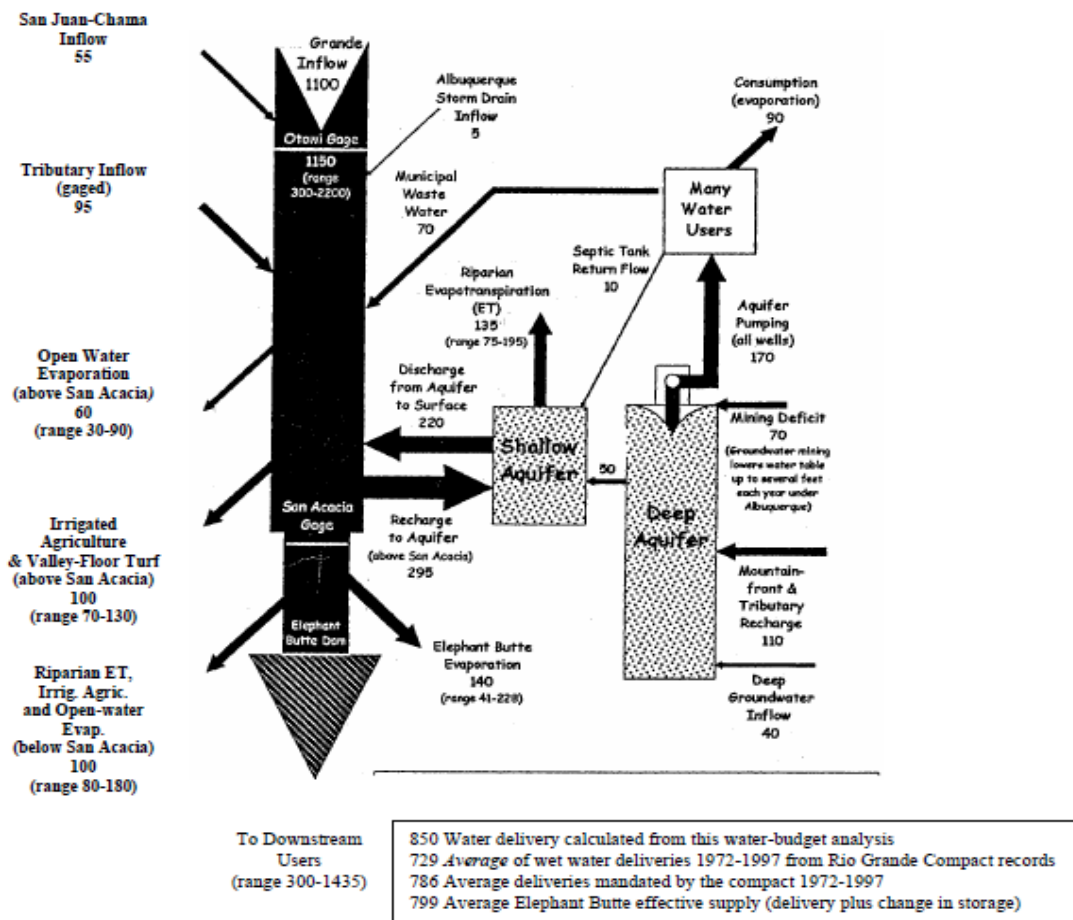 San Juan-Chama
Inflow
55
Tributary Inflow
(gaged)
95
Open Water
Evaporation
(above San Acacia)
60
(range 30-90)
Irrigated
Agriculture
& Valley-Floor Turf
(above San Acacia)
100
(range 70-130)
Riparian ET,
Irrig. Agric.
and Open-water
Evap.
(below San Acacia)
100
(range 80-180)
Grande
Inflow
1100
Otowi Gage
1150
(range
300-2200)
San Acacia
Gage
Elephant
Butte Dam
Albuquerque
Storm Drain
Inflow
5
Municipal
Waste
Water
70
Riparian
Evapotranspiration
(ET)
135
(range 75-195)
Discharge
from Aquifer
to Surface
220
Recharge
to Aquifer
(above San Acacia)
295
Elephant Butte
Evaporation
140
(range 41-228)
Septic Tank
Return Flow
10
Shallow
Aquifer
50
Consumption
(evaporation)
90
Many
Water
Users
Aquifer
Pumping
(all wells)
170
Deep
Aquifer
Mining Deficit
70
(Groundwater mining
lowers water table
up to several feet
each year under
Albuquerque)
Mountain-
front &
Tributary
Recharge
110
Deep
Groundwater
Inflow
40
To Downstream
Users
(range 300-1435)
850 Water delivery calculated from this water-budget analysis
729 Average of wet water deliveries 1972-1997 from Rio Grande Compact records
786 Average deliveries mandated by the compact 1972-1997
799 Average Elephant Butte effective supply (delivery plus change in storage)